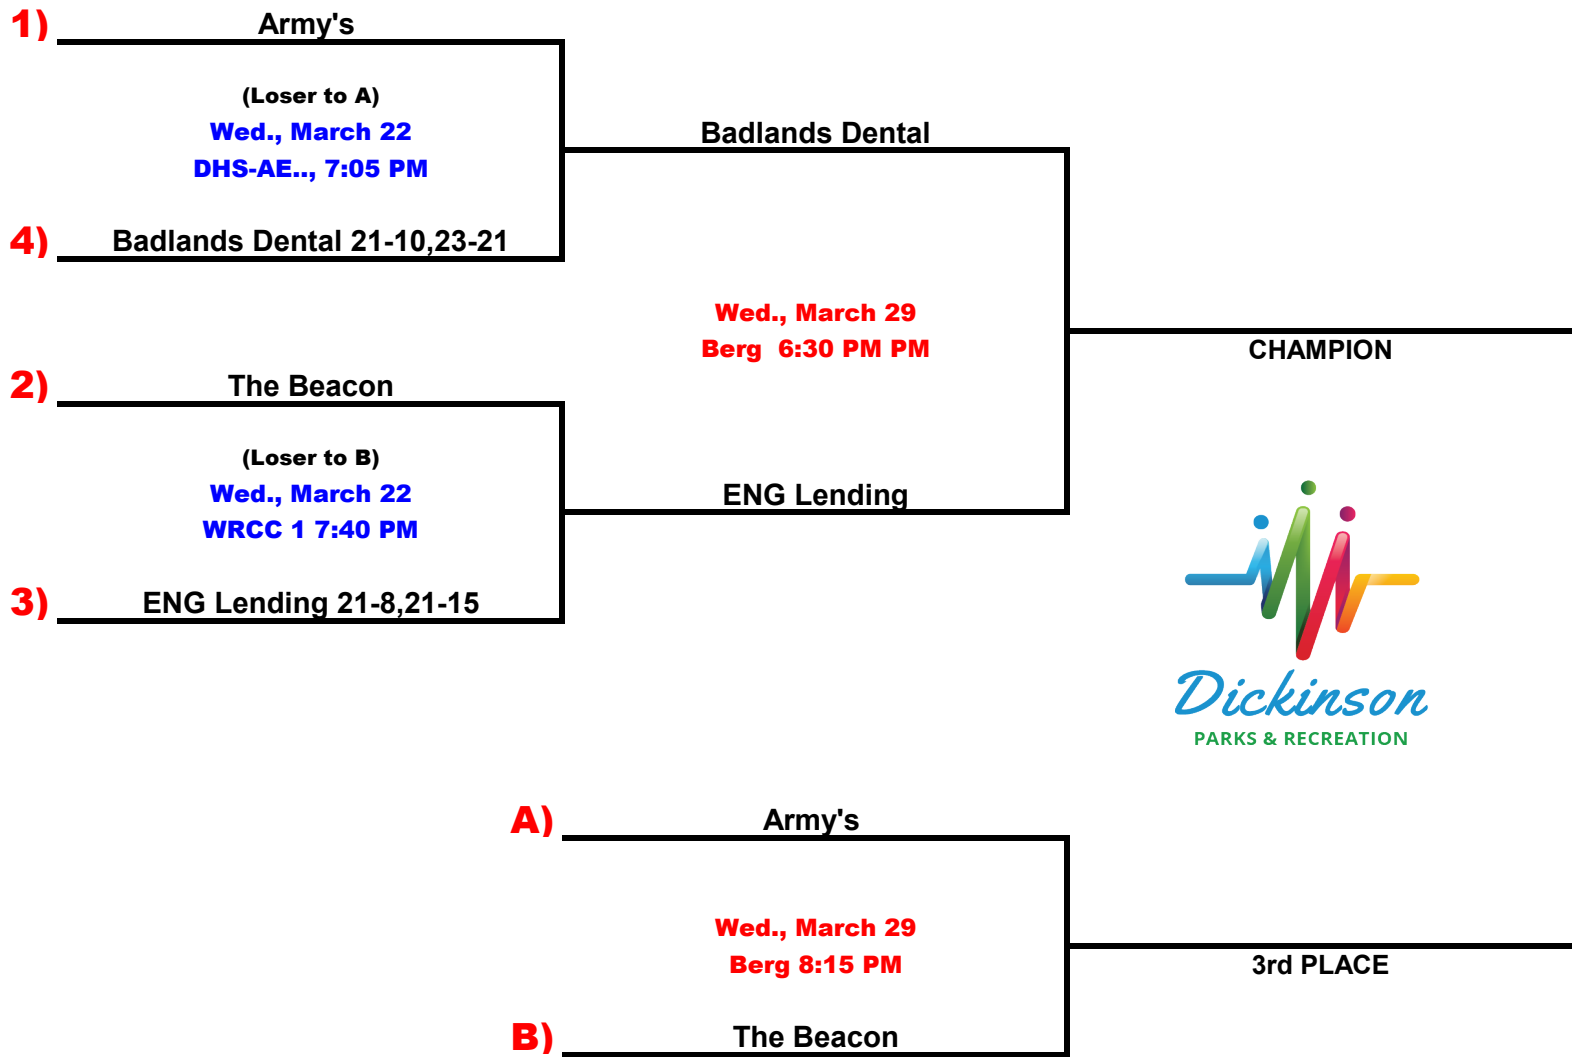 1) Army's
(Loser to A)
Wed., March 22
DHS-AE.., 7:05 PM
Badlands Dental
4) Badlands Dental 21-10,23-21
Wed., March 29
Berg  6:30 PM PM
CHAMPION
2) The Beacon
(Loser to B)
Wed., March 22
WRCC 1 7:40 PM
ENG Lending
3) ENG Lending 21-8,21-15
Dickinson
PARKS & RECREATION
A) Army's
Wed., March 29
Berg 8:15 PM
3rd PLACE
B) The Beacon